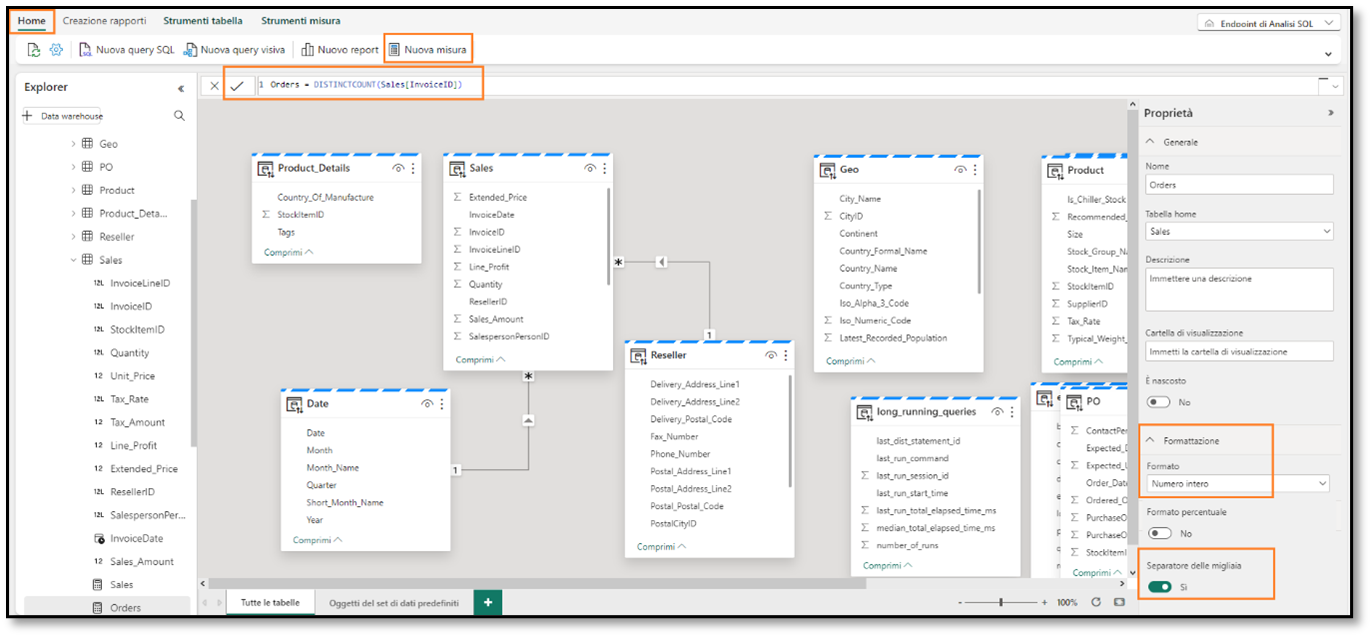 Home Creazione rapporti Strumenti tabella Strumenti misura
Endpoint di Analisi SQL
Nuova query SQL Nuova query visiva Nuovo report Nuova misura
Explorer
Data warehouse
Geo
PO
Product
Product_Deta...
Reseller
Sales
InvoiceLineID
InvoiceID
StockItemID
Quantity
Unit_Price
Tax_Rate
Tax_Amount
Line_Profit
Extended_Price
ResellerID
SalespersonPer...
InvoiceDate
Sales_Amount
Sales
Orders
1 Orders = DISTINCTCOUNT(Sales[InvoiceID])
Product_Details
Country_Of_Manufacture
StockItemID
Tags
Comprimi
Sales
Extended_Price
InvoiceDate
InvoiceID
InvoiceLineID
Line_Profit
Quantity
ResellerID
Sales_Amount
SalespersonPersonID
Comprimi
Date
Date
Month
Month_Name
Quarter
Short_Month_Name
Year
Comprimi
1
*
*
1
Reseller
Delivery_Address_Line1
Delivery_Address_Line2
Delivery_Postal_Code
Fax_Number
Phone_Number
Postal_Address_Line1
Postal_Address_Line2
Postal_Postal_Code
PostalCityID
Comprimi
Geo
City_Name
CityID
Continent
Country_Formal_Name
Country_Name
Country_Type
Iso_Alpha_3_Code
Iso_Numeric_Code
Latest_Recorded_Population
Comprimi
long_running_queries
last_dist_statement_id
last_run_command
last_run_session_id
last_run_start_time
last_run_total_elapsed_time_ms
median_total_elapsed_time_ms
number_of_runs
Comprimi
Product
Is_Chiller_Stock
Recommended_
Size
Stock_Group_Na
Stock_Item_Nam
StockItemID
SupplierID
Tax_Rate
Typical_Weight_
Comprimi
PO
ContactPer
Expected_D
Expected_U
Order_Date
Ordered_O
PurchaseO
PurchaseO
StockItemI
Comprimi
Tutte le tabelle Oggetti del set di dati predefiniti +
- + 100%
Proprietà
Generale
Nome
Orders
Tabella home
Sales
Descrizione
Immettere una descrizione
Cartella di visualizzazione
Immetti la cartella di visualizzazione
È nascosto
No
Formattazione
Formato
Numero intero
Formato percentuale
No
Separatore delle migliaia
Sì